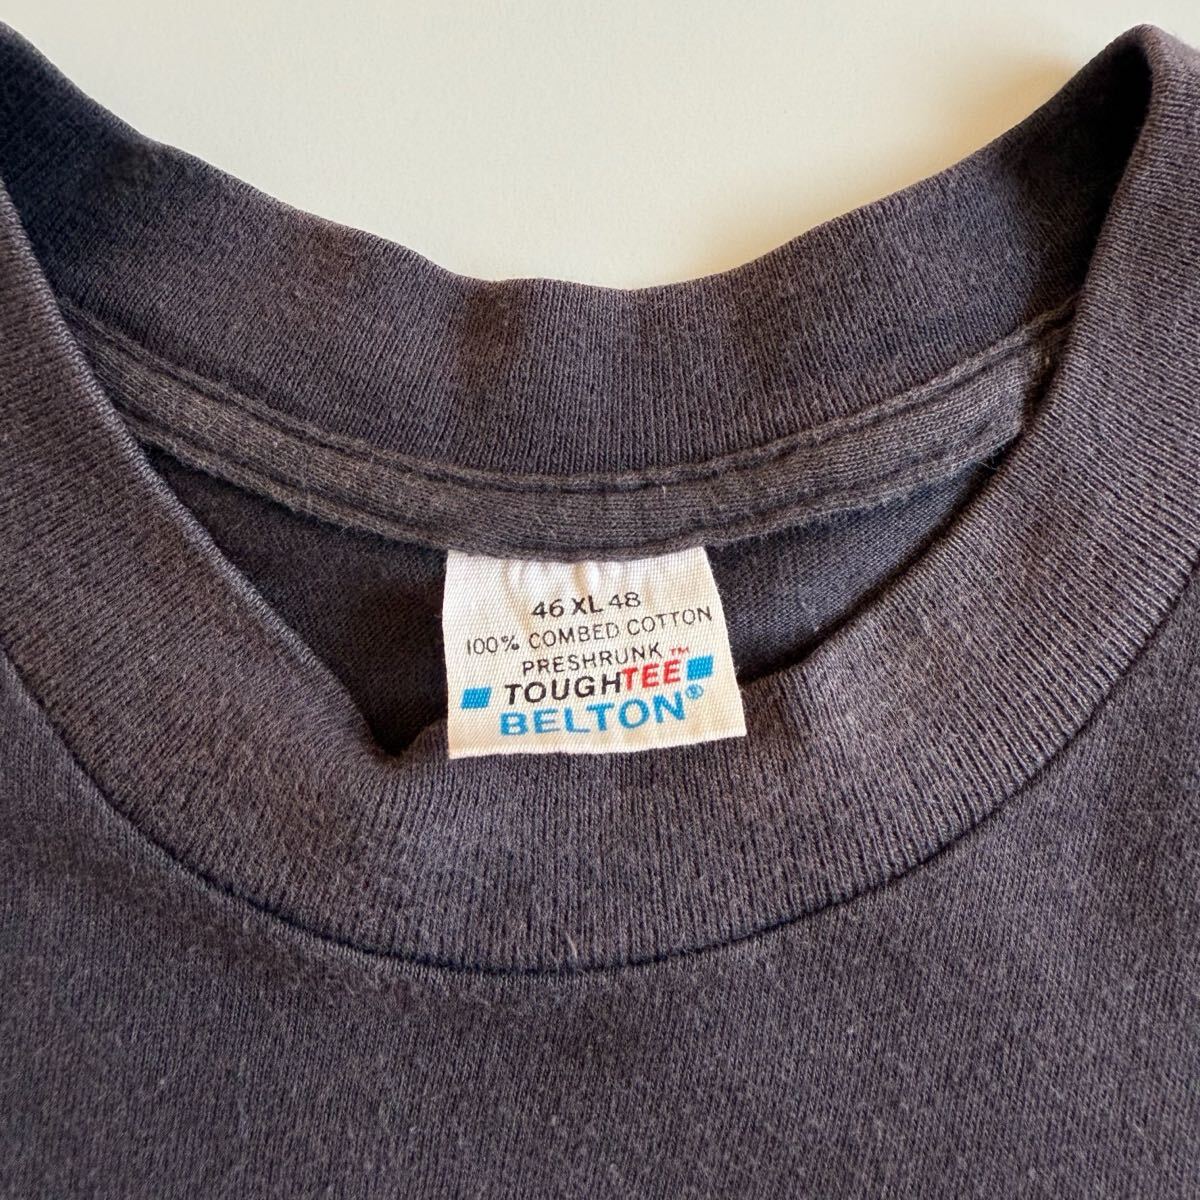 46 XL 48
100% COMBED COTTON
PRESHRUNK
TOUGHTEE™
BELTON®